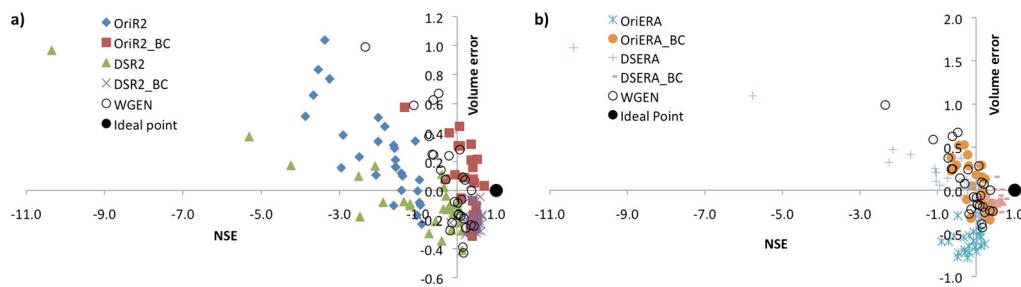 a)
OriR2
OriR2_BC
DSR2
DSR2_BC
WGEN
Ideal point
1.2
1.0
0.8
0.6
0.4
0.2
0.0
-0.2
-0.4
-0.6
Volume error
-11.0 -9.0 -7.0 -5.0 -3.0 -1.0 1.0
NSE
b)
OriERA
OriERA_BC
DSERA
DSERA_BC
WGEN
Ideal Point
2.0
1.5
1.0
0.5
0.0
-0.5
-1.0
Volume error
-11.0 -9.0 -7.0 -5.0 -3.0 -1.0 1.0
NSE